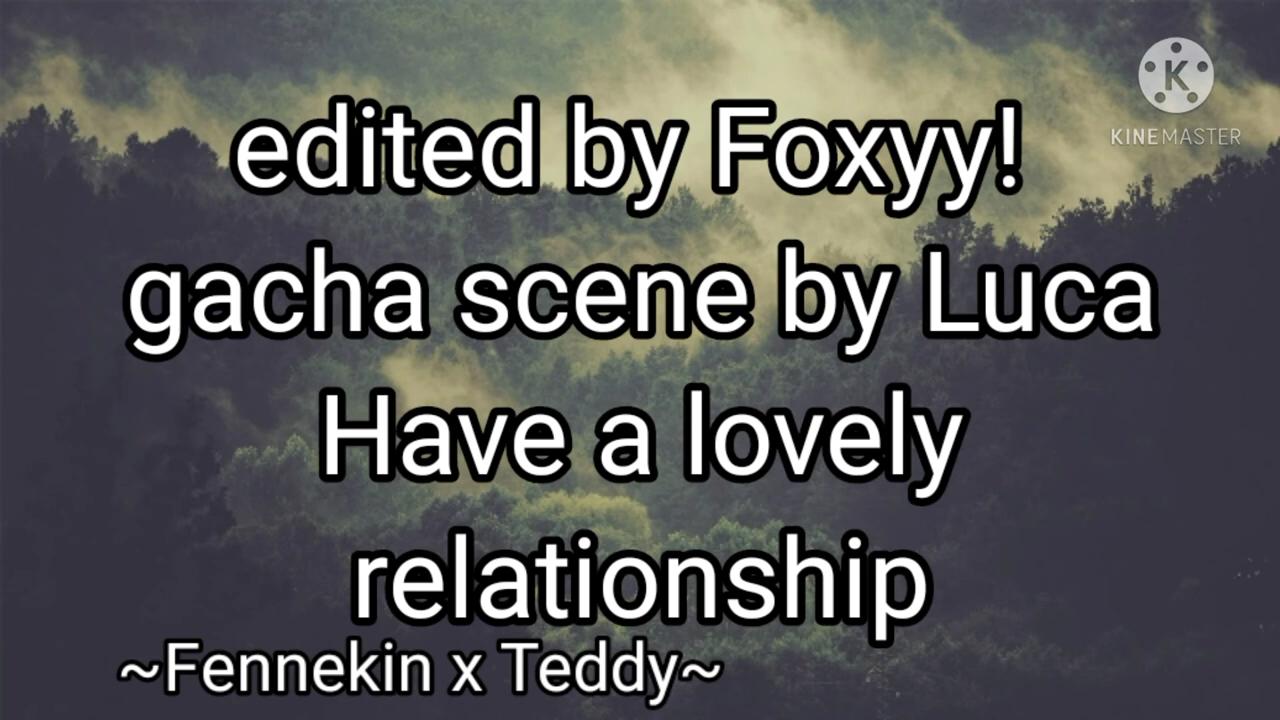 K
KINEMASTER
edited by Foxyy!
gacha scene by Luca
Have a lovely
relationship
~Fennekin x Teddy~